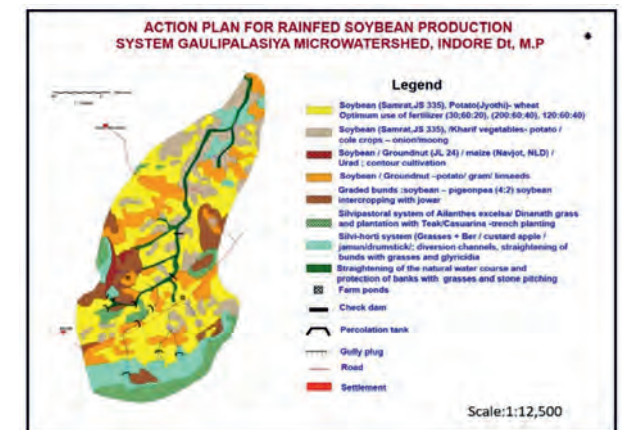 ACTION PLAN FOR RAINFED SOYBEAN PRODUCTION
SYSTEM GAULIPALASIYA MICROWATERSHED, INDORE Dt, M.P
Legend
Soybean (Samrat,JS 335), Potato(Jyothi)- wheat
Optimum use of fertilizer (30;60:20), (200:60:40), 120:60:40)
Soybean (Samrat,JS 335), /Kharif vegetables- potato /
cole crops – onion/moong
Soybean / Groundnut (JL 24) / maize (Navjot, NLD) /
Urad ; contour cultivation
Soybean / Groundnut –potato/ gram/ linseeds
Graded bunds :soybean – pigeonpea (4:2) soybean
intercropping with jowar
Silvipastoral system of Ailanthes excelsa/ Dinanath grass
and plantation with Teak/Casuarina -trench planting
Silvi-horti system (Grasses + Ber / custard apple /
jamun/drumstick/; diversion channels, straightening of
bunds with grasses and glyricidia
Straightening of the natural water course and
protection of banks with grasses and stone pitching
Farm ponds
Check dam
Percolation tank
Gully plug
Road
Settlement
Scale:1:12,500